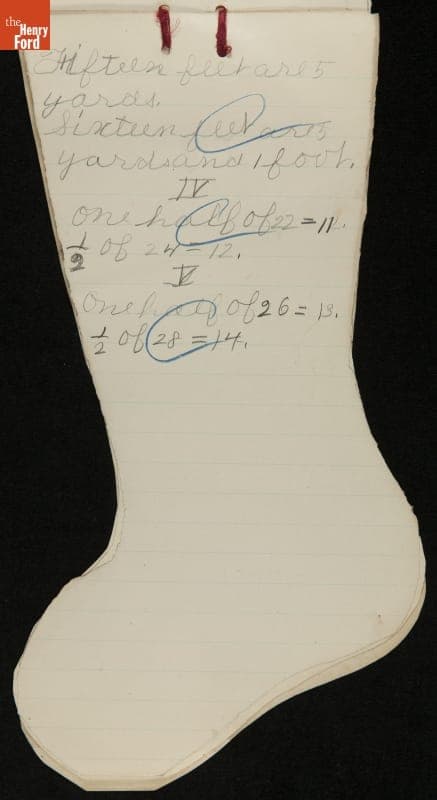 the
Henry
Ford
Fifteen feet are 5
yards.
Sixteen feet are 5
yards and 1 foot.
IV
One half of 22 = 11.
1/2 of 24 = 12.
V
One half of 26 = 13.
1/2 of 28 = 14.